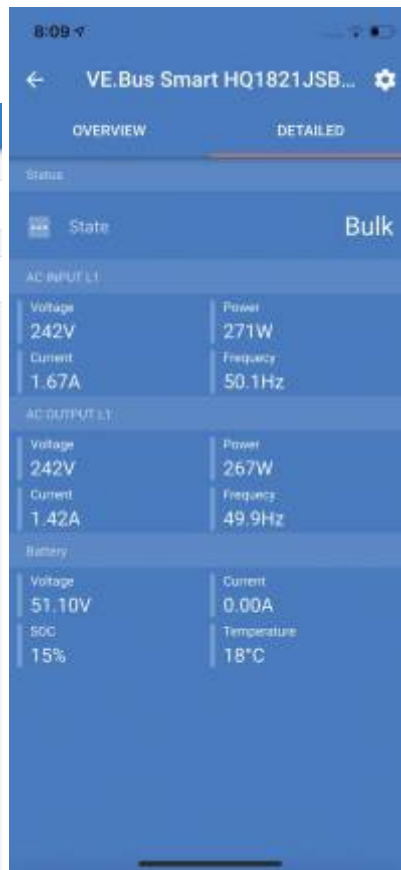 8:09
VE.Bus Smart HQ1821JSB...
OVERVIEW DETAILED
Status
State Bulk
AC INPUT L1
Voltage Power
242V 271W
Current Frequecy
1.67A 50.1Hz
AC OUTPUT L1
Voltage Power
242V 267W
Current Frequecy
1.42A 49.9Hz
Battery
Voltage Current
51.10V 0.00A
SOC Temperature
15% 18°C